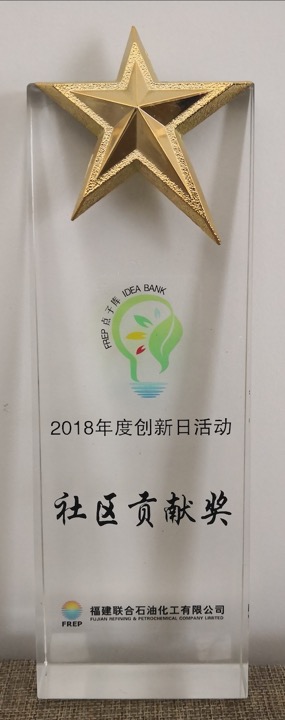 FREP 点子库 IDEA BANK
2018年度创新日活动
社区贡献奖
FREP
福建联合石油化工有限公司
FUJIAN REFINING & PETROCHEMICAL COMPANY LIMITED